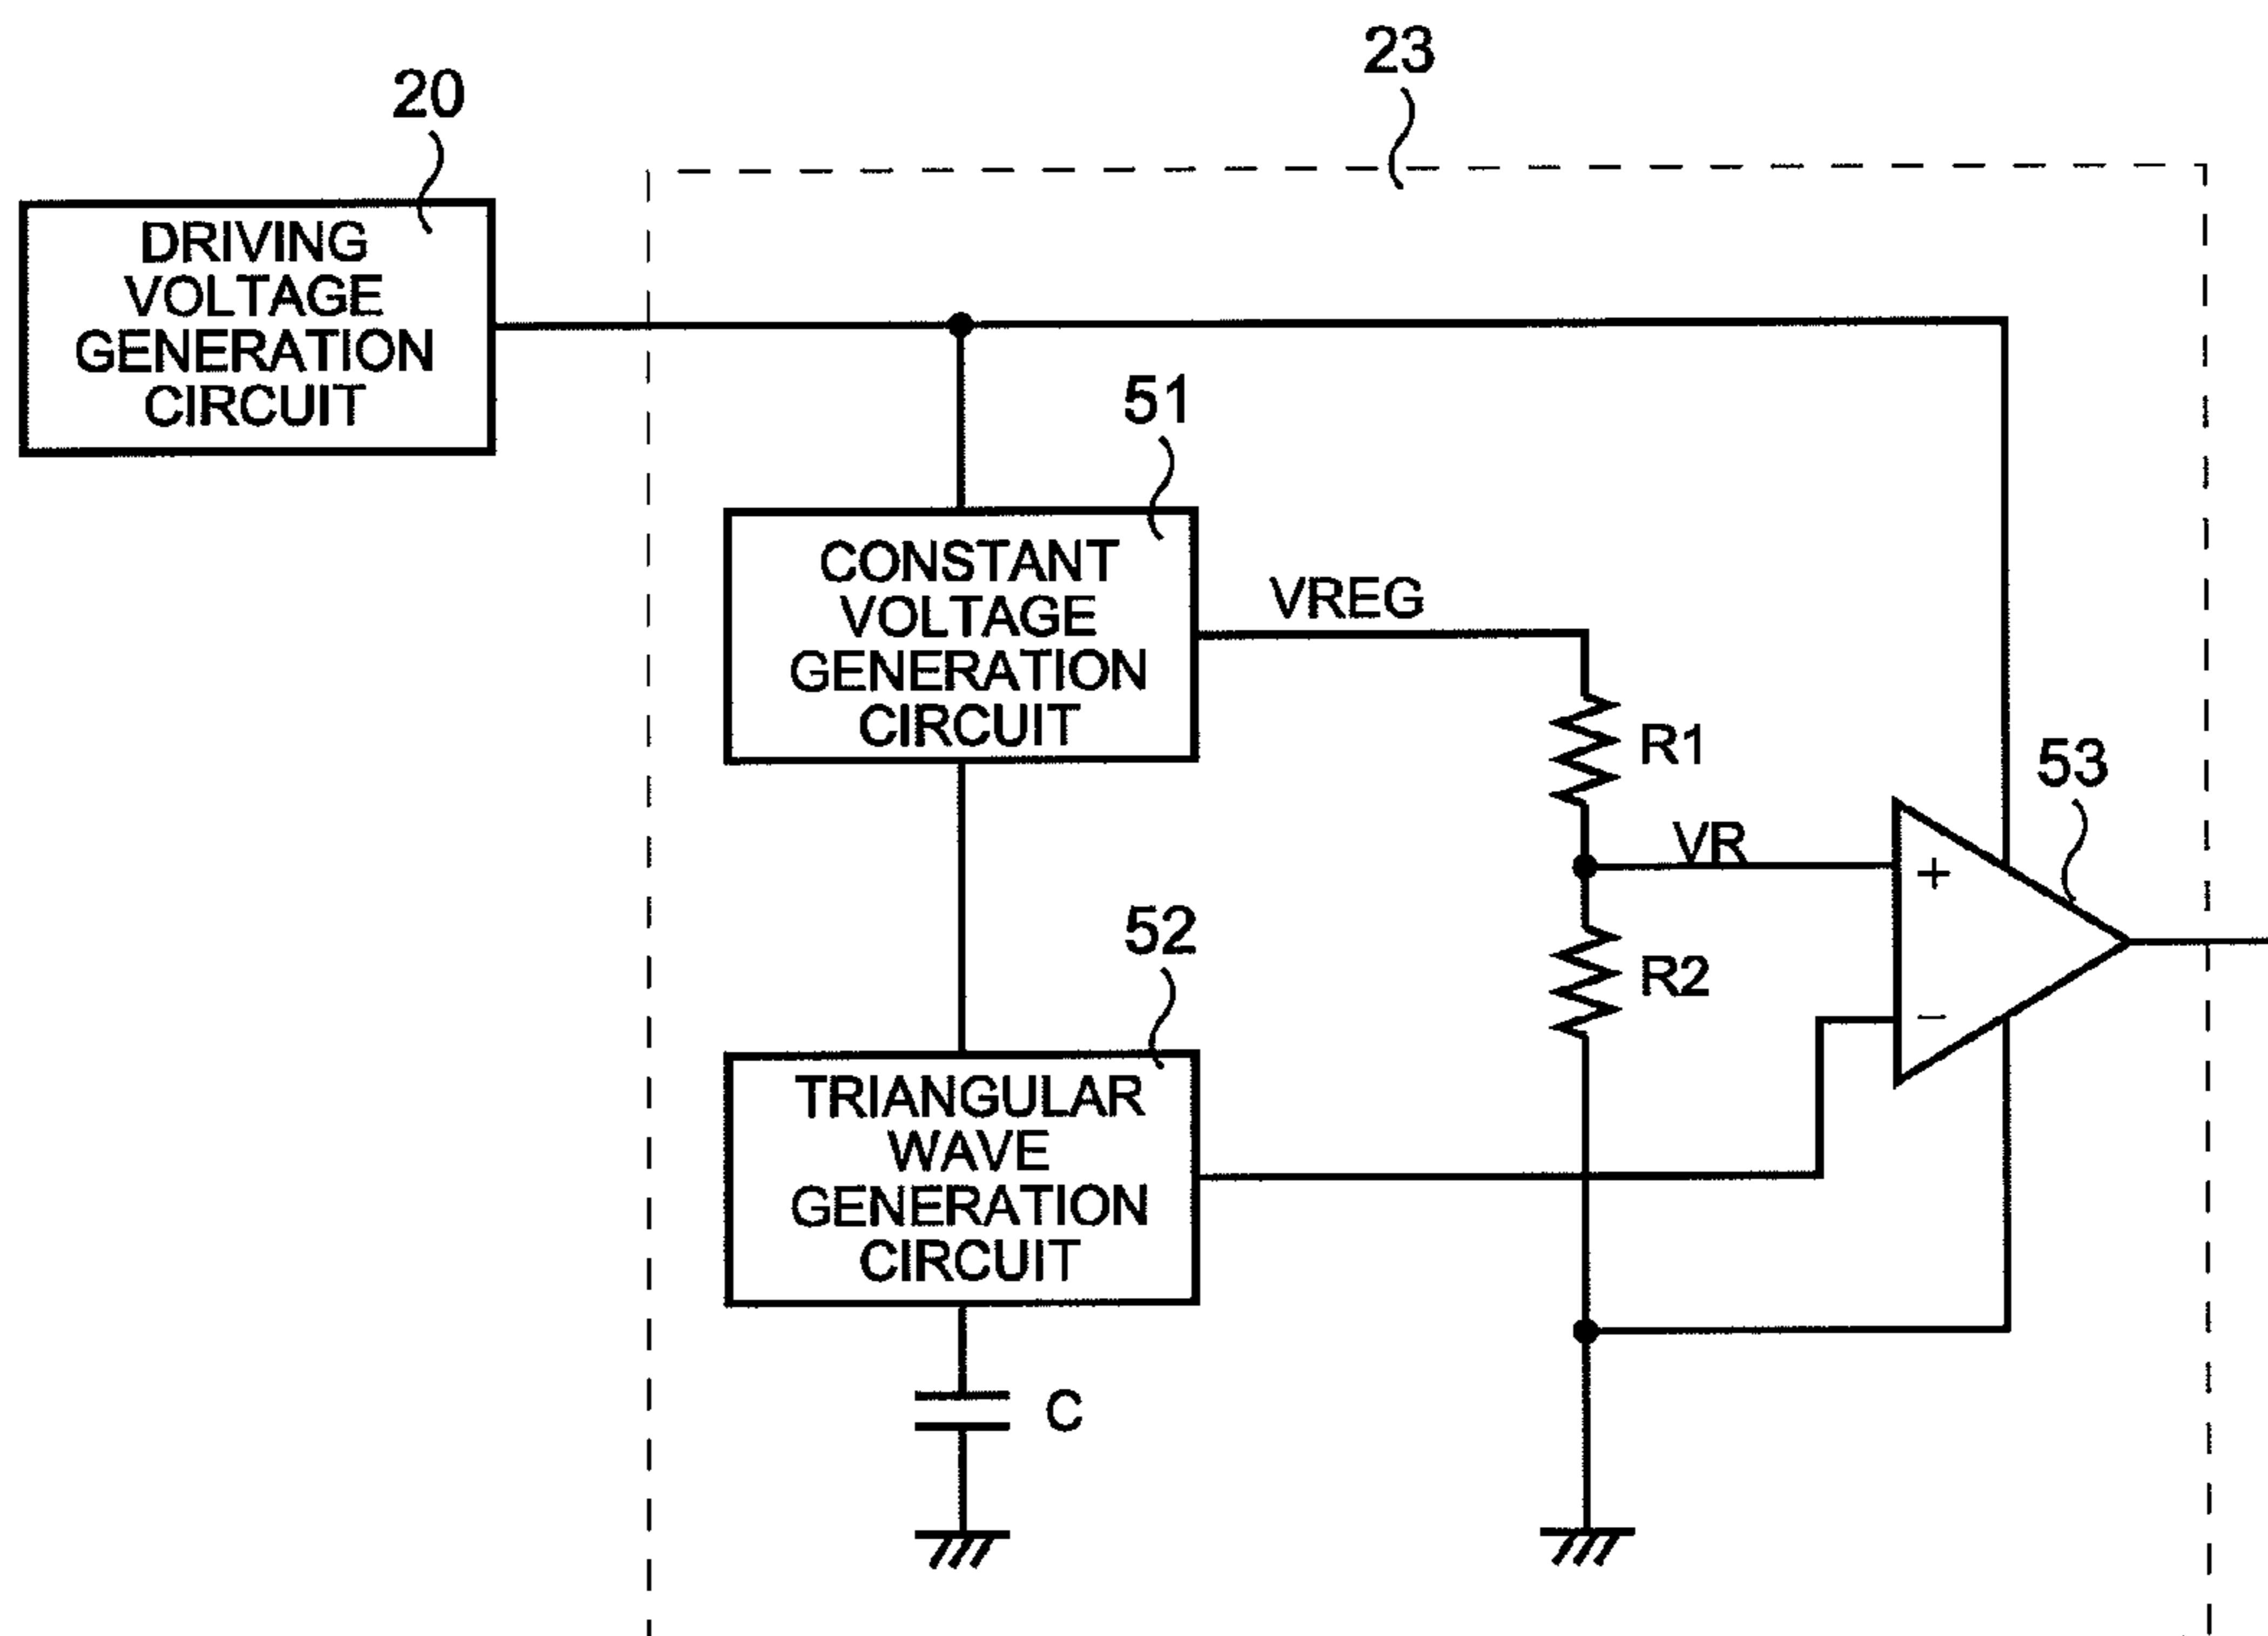 23
20
DRIVING
VOLTAGE
GENERATION
CIRCUIT
51
CONSTANT
VOLTAGE
GENERATION
CIRCUIT
VREG
R1
53
VR
+
52
R2
−
TRIANGULAR
WAVE
GENERATION
CIRCUIT
C